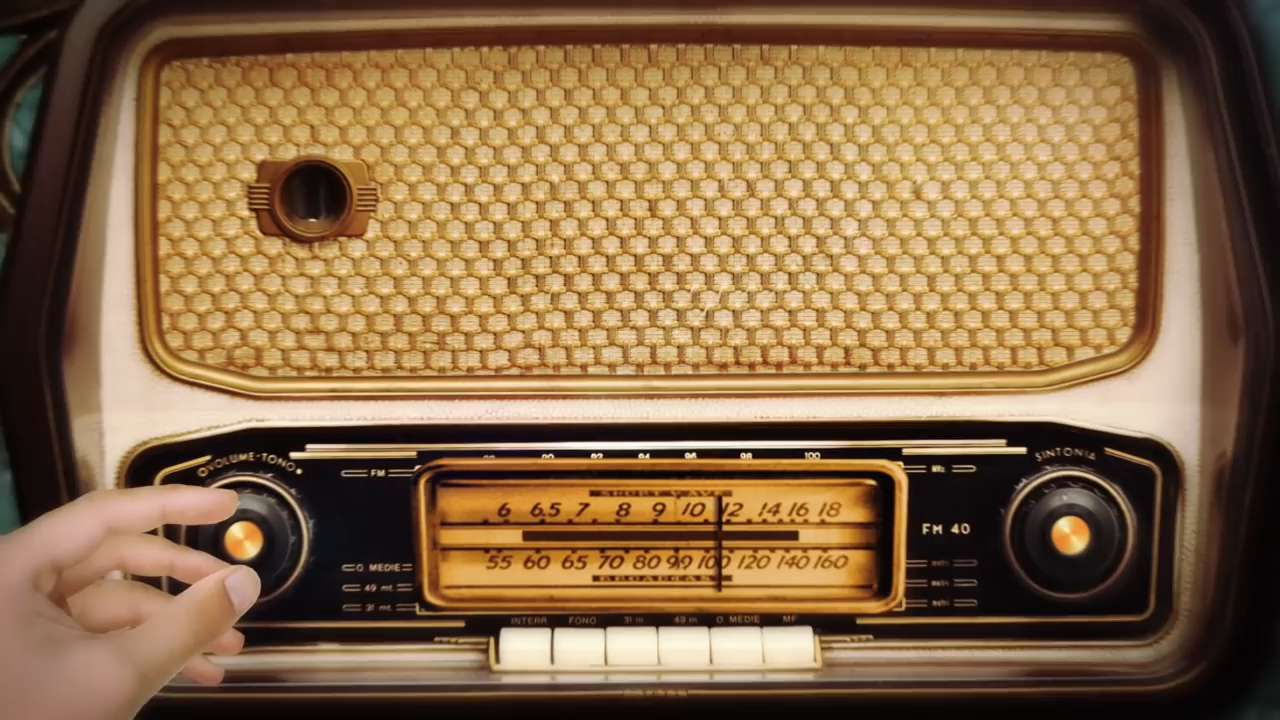 VOLUME-TONO
SINTONIA
90 92 94 96 98 100
FM
MHz
SHORT WAVE
6 6.5 7 8 9 10 12 14 16 18
FM 40
55 60 65 70 80 90 100 120 140 160
BROADCAST
O MEDIE
49 mt
31 mt
INTERR FONO 31 m 49 m O MEDIE MF